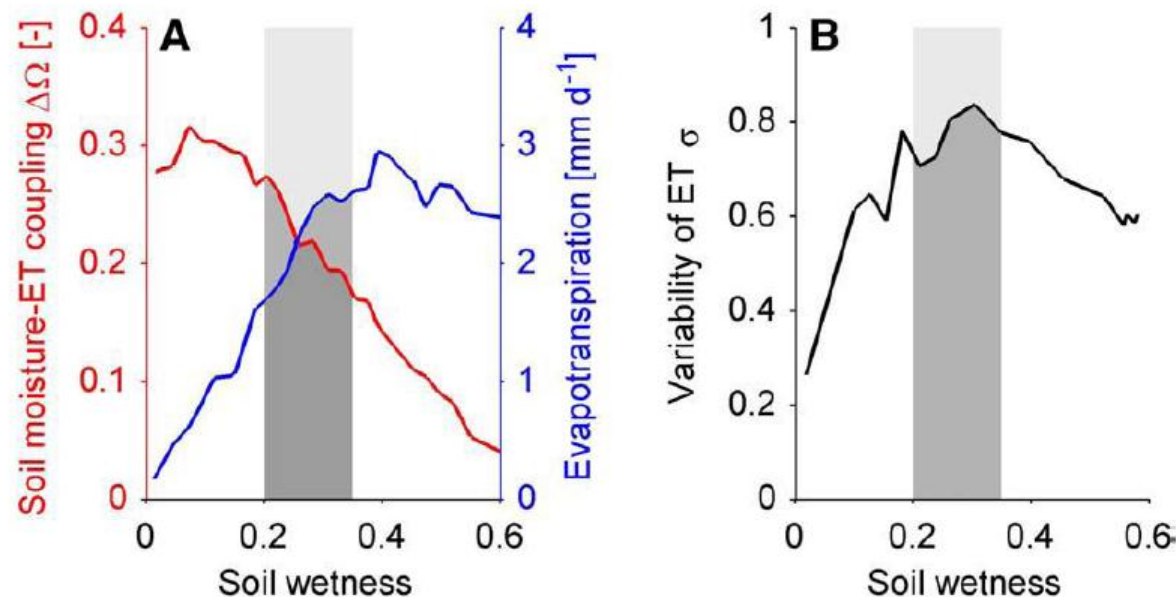 A
Soil moisture-ET coupling ΔΩ [-]
0.4
0.3
0.2
0.1
0
Evapotranspiration [mm d-1]
4
3
2
1
0
0 0.2 0.4 0.6
Soil wetness
B
Variability of ET σ
1
0.8
0.6
0.4
0.2
0
0 0.2 0.4 0.6
Soil wetness